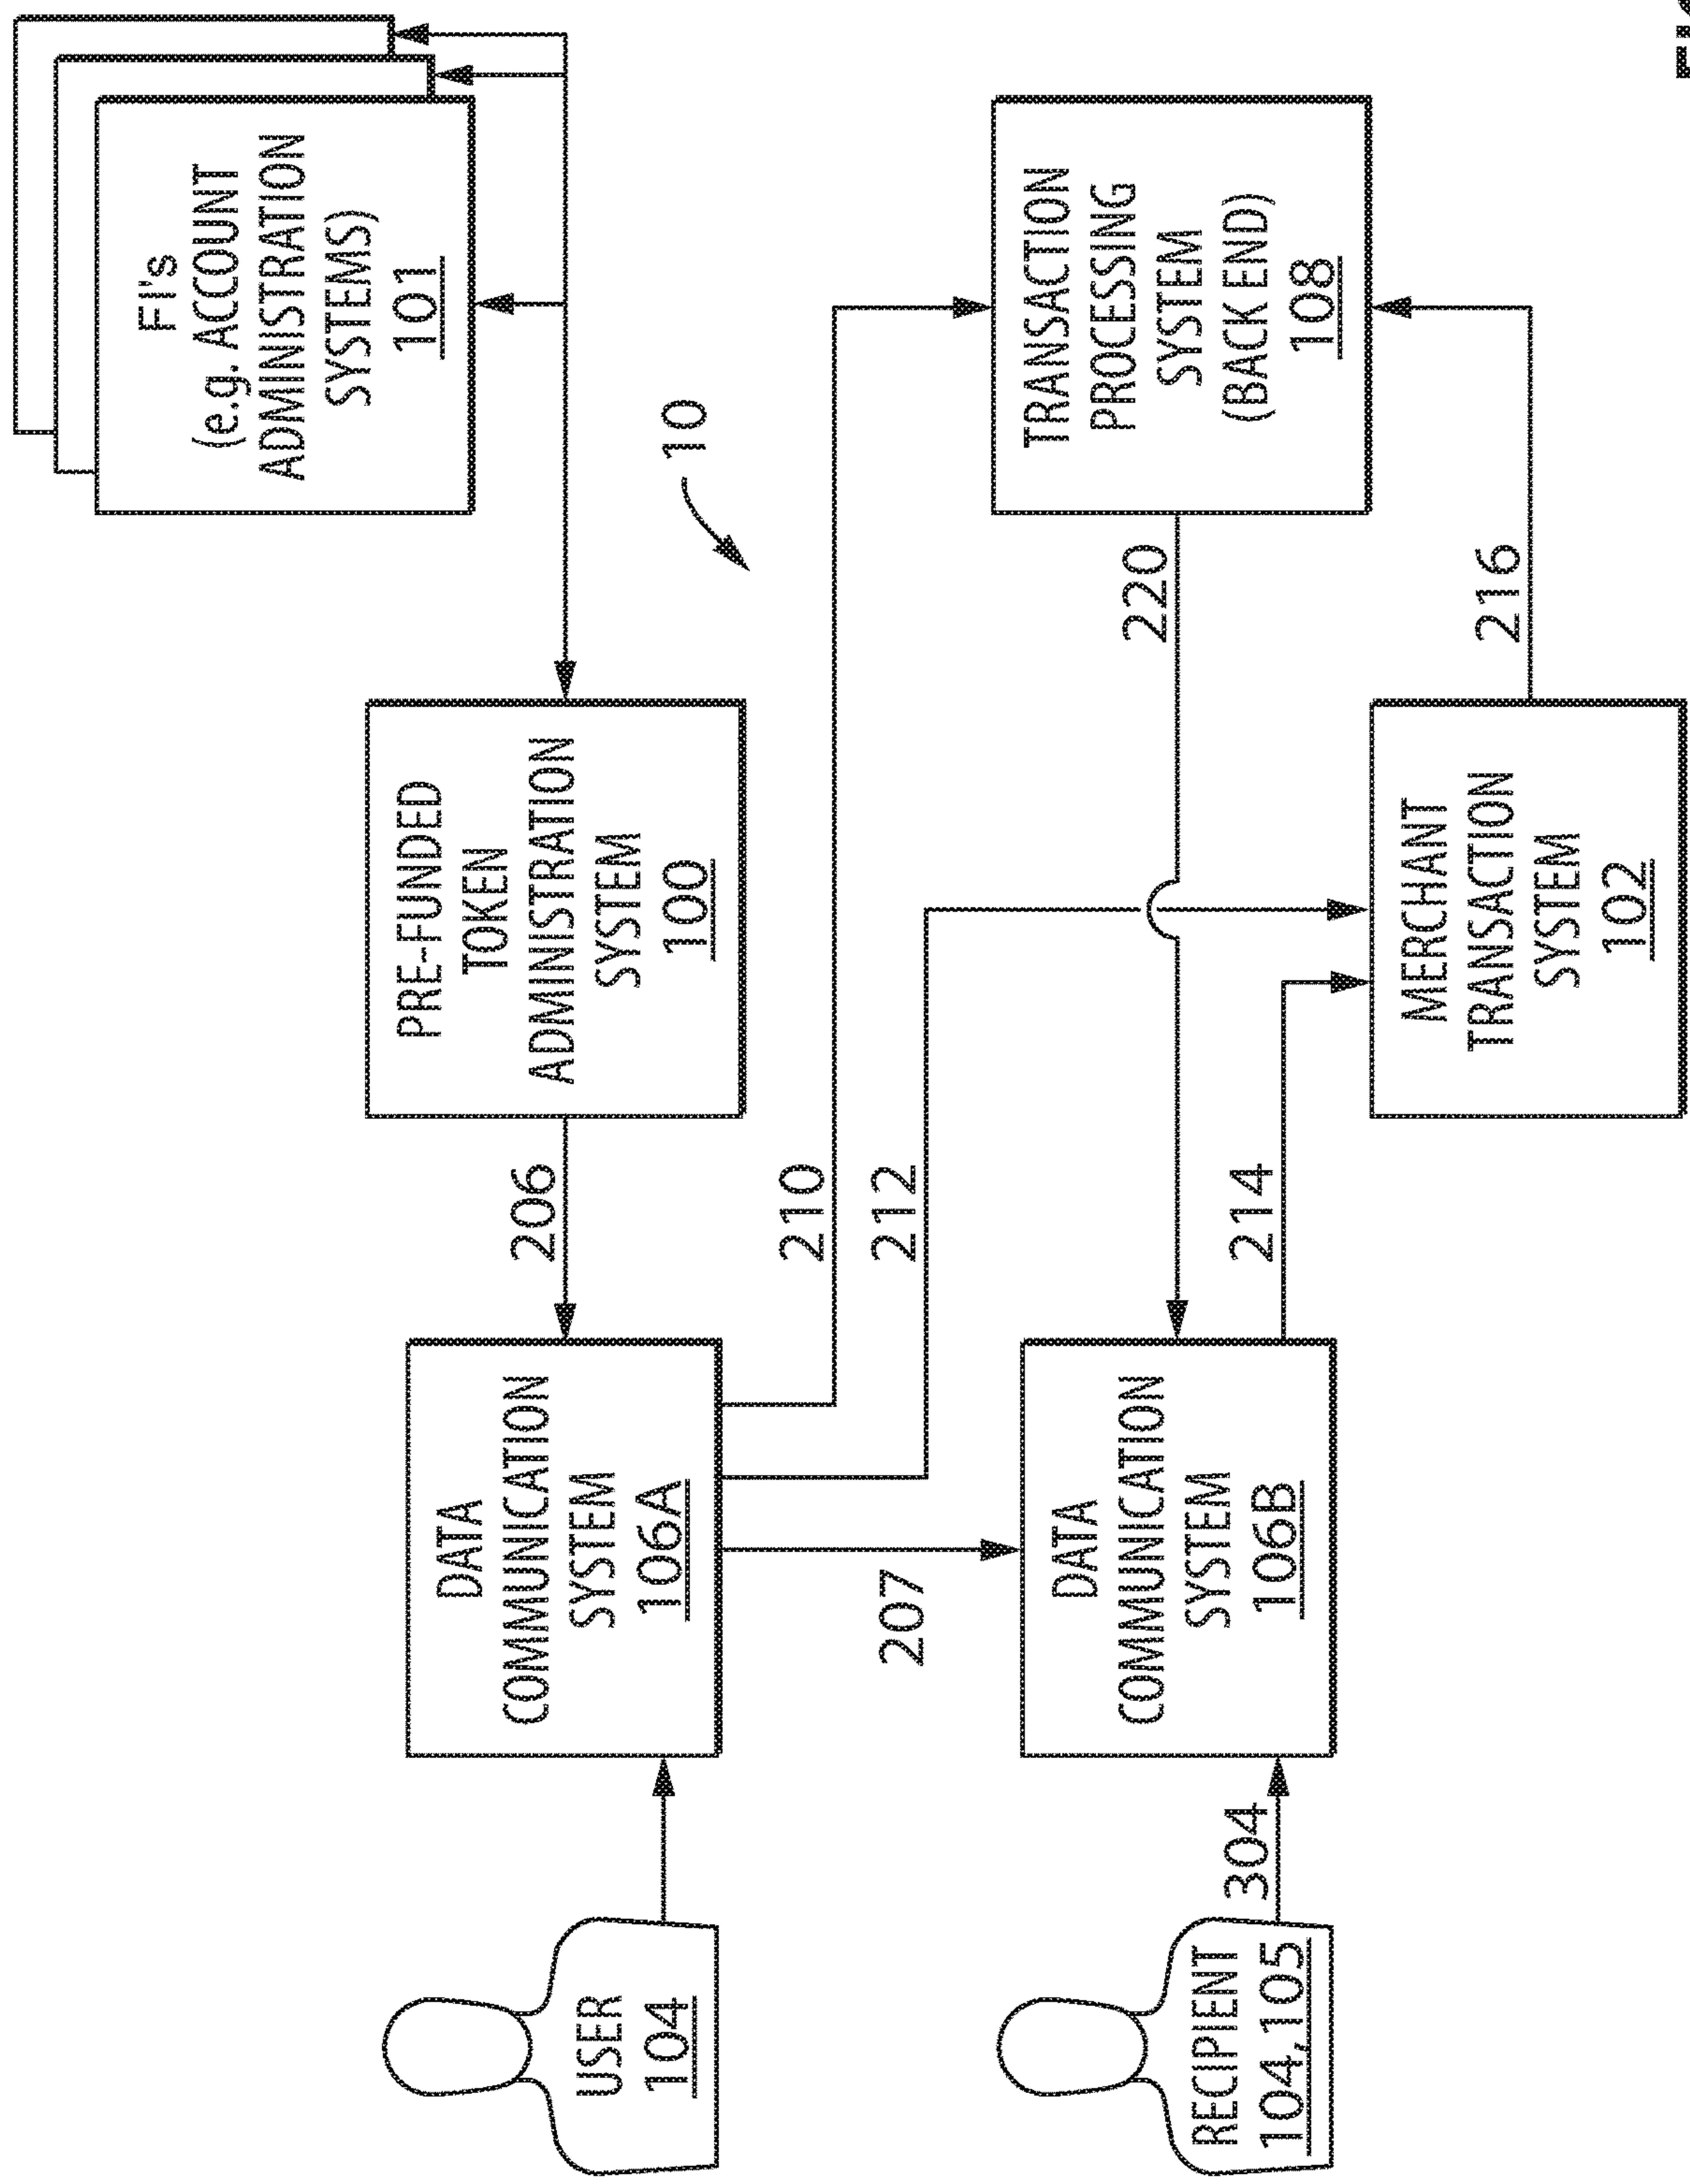 FI's
(e.g. ACCOUNT
ADMINISTRATION
SYSTEMS)
101
PRE-FUNDED
TOKEN
ADMINISTRATION
SYSTEM
100
206
DATA
COMMUNICATION
SYSTEM
106A
USER
104
10
210
212
207
TRANSACTION
PROCESSING
SYSTEM
(BACK END)
108
220
216
MERCHANT
TRANSACTION
SYSTEM
102
214
DATA
COMMUNICATION
SYSTEM
106B
304
RECIPIENT
104,105